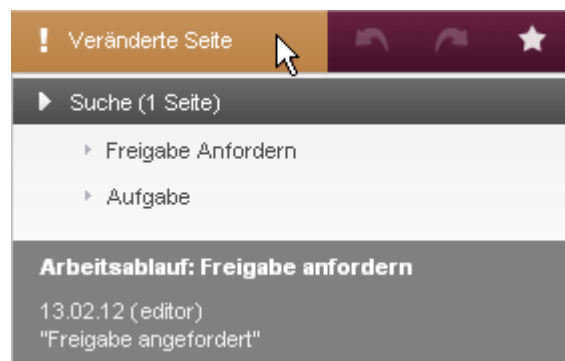 ! Veränderte Seite
Suche (1 Seite)
Freigabe Anfordern
Aufgabe
Arbeitsablauf: Freigabe anfordern
13.02.12 (editor)
"Freigabe angefordert"